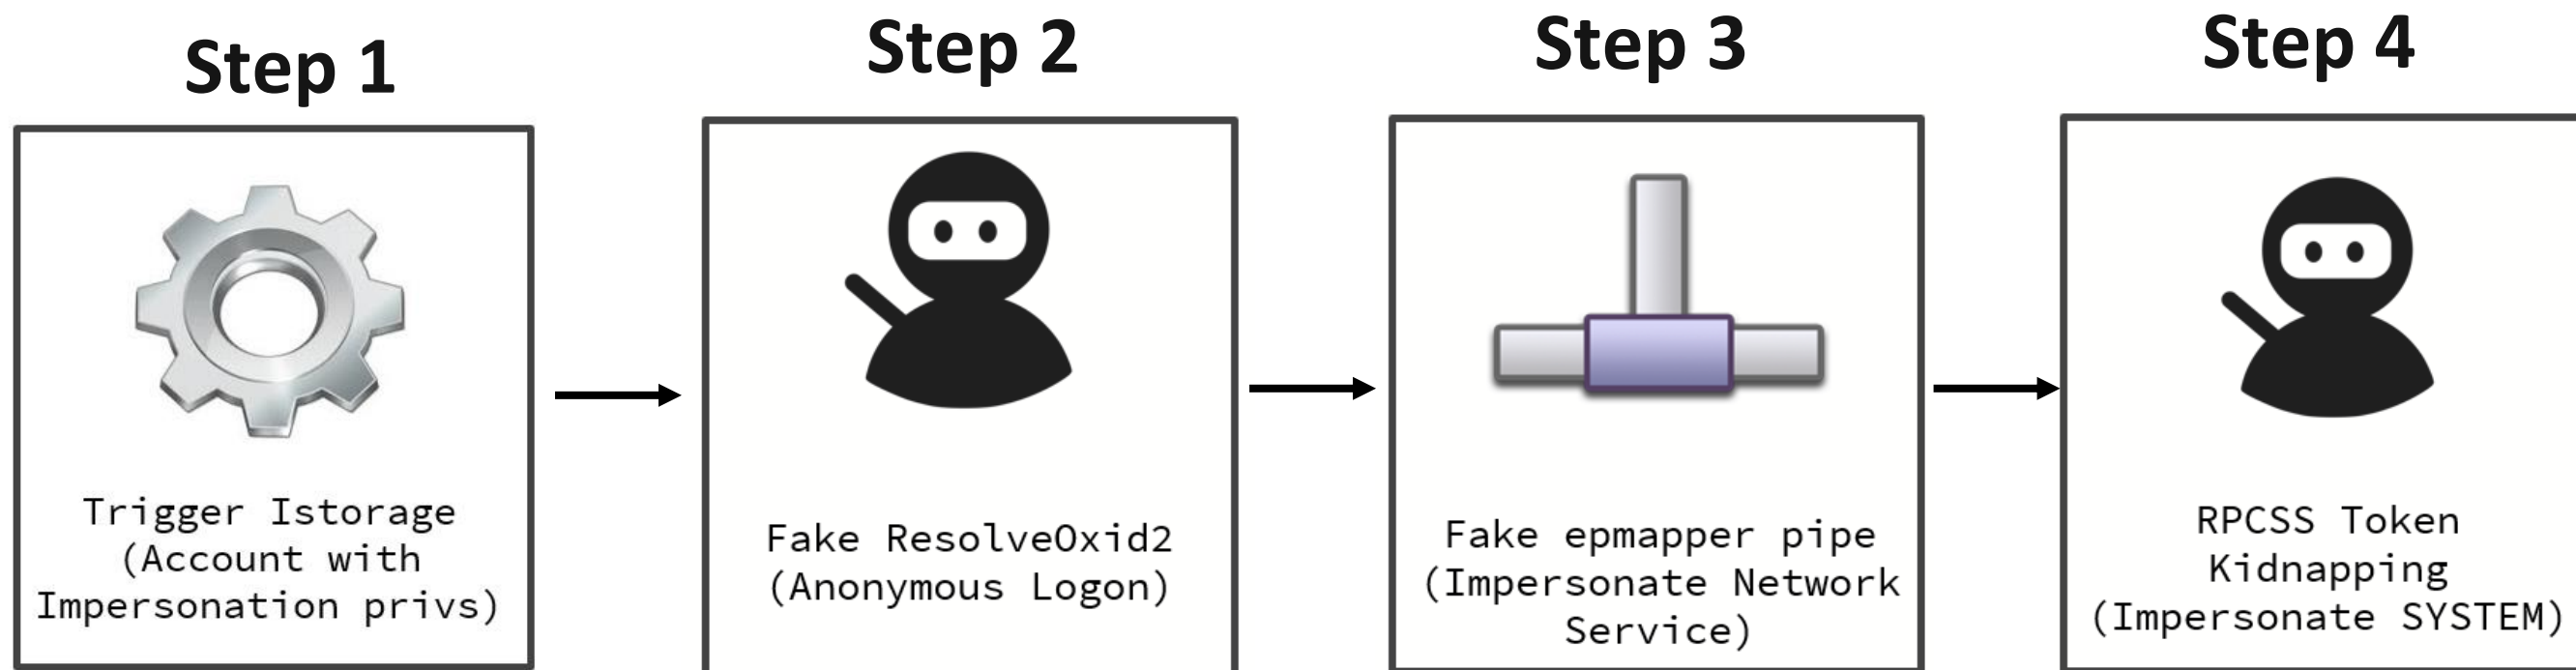 Step 1
Trigger Istorage
(Account with
Impersonation privs)
Step 2
Fake ResolveOxid2
(Anonymous Logon)
Step 3
Fake epmapper pipe
(Impersonate Network
Service)
Step 4
RPCSS Token
Kidnapping
(Impersonate SYSTEM)